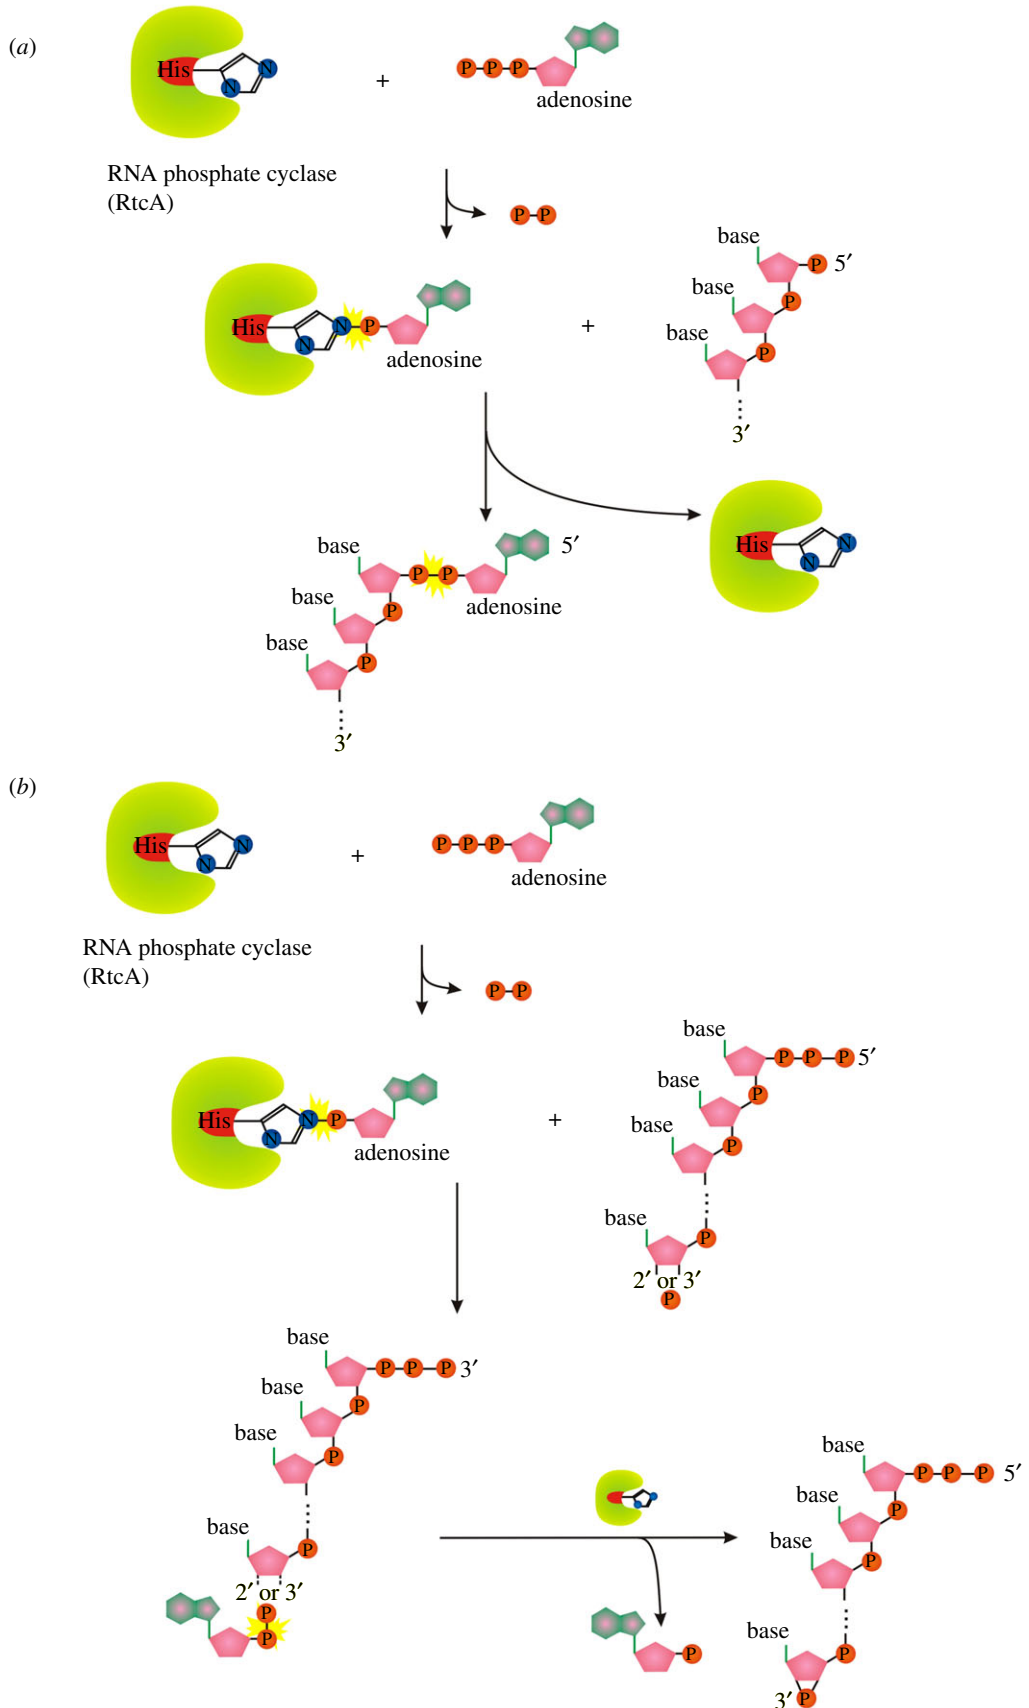 (a)
His N N + P P P
adenosine
RNA phosphate cyclase
(RtcA)
P P
base P 5′
base P
His N N P + base P
adenosine
3′
base P P 5′
His N N
base P adenosine
base P
3′
(b)
His N N + P P P
adenosine
RNA phosphate cyclase
(RtcA)
P P
base P P P 5′
base P
His N N P + base P
adenosine
base P
2′ or 3′
P
base P P P 3′
base P
base P
base P
2′ or 3′
P
P
base P P P 5′
base P
base P
P
base P
3′ P